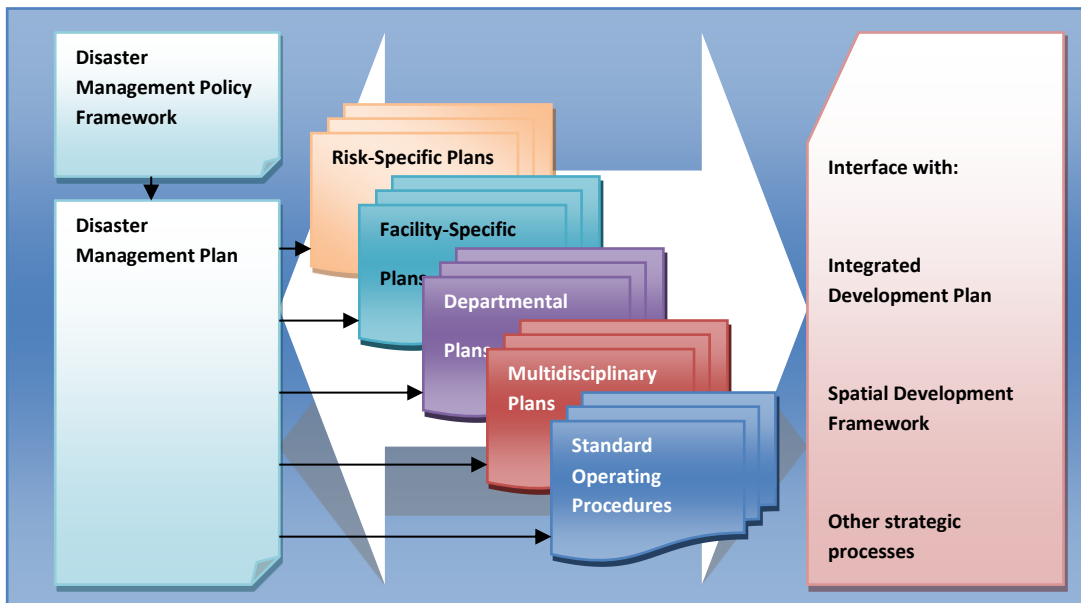 Disaster
Management Policy
Framework
Disaster
Management Plan
Risk-Specific Plans
Facility-Specific
Plans
Departmental
Plans
Multidisciplinary
Plans
Standard
Operating
Procedures
Interface with:
Integrated
Development Plan
Spatial Development
Framework
Other strategic
processes